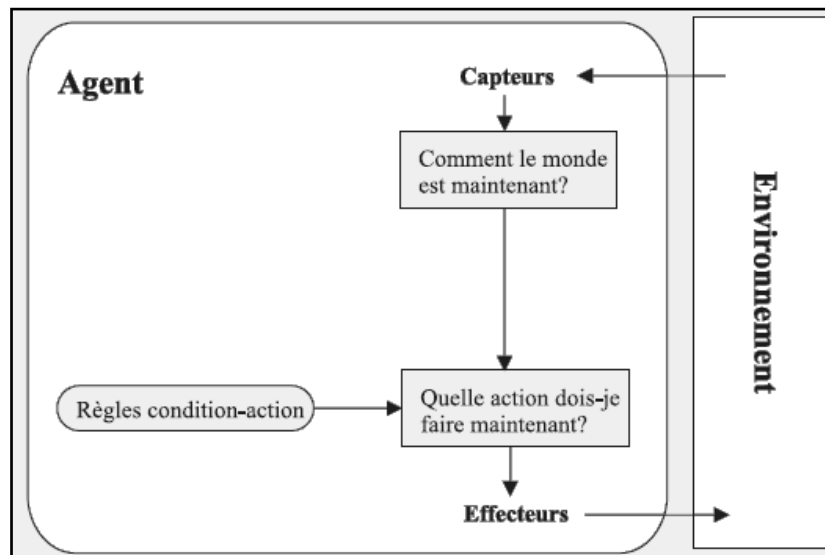 Agent
Capteurs
Comment le monde
est maintenant?
Environnement
Règles condition-action
Quelle action dois-je
faire maintenant?
Effecteurs